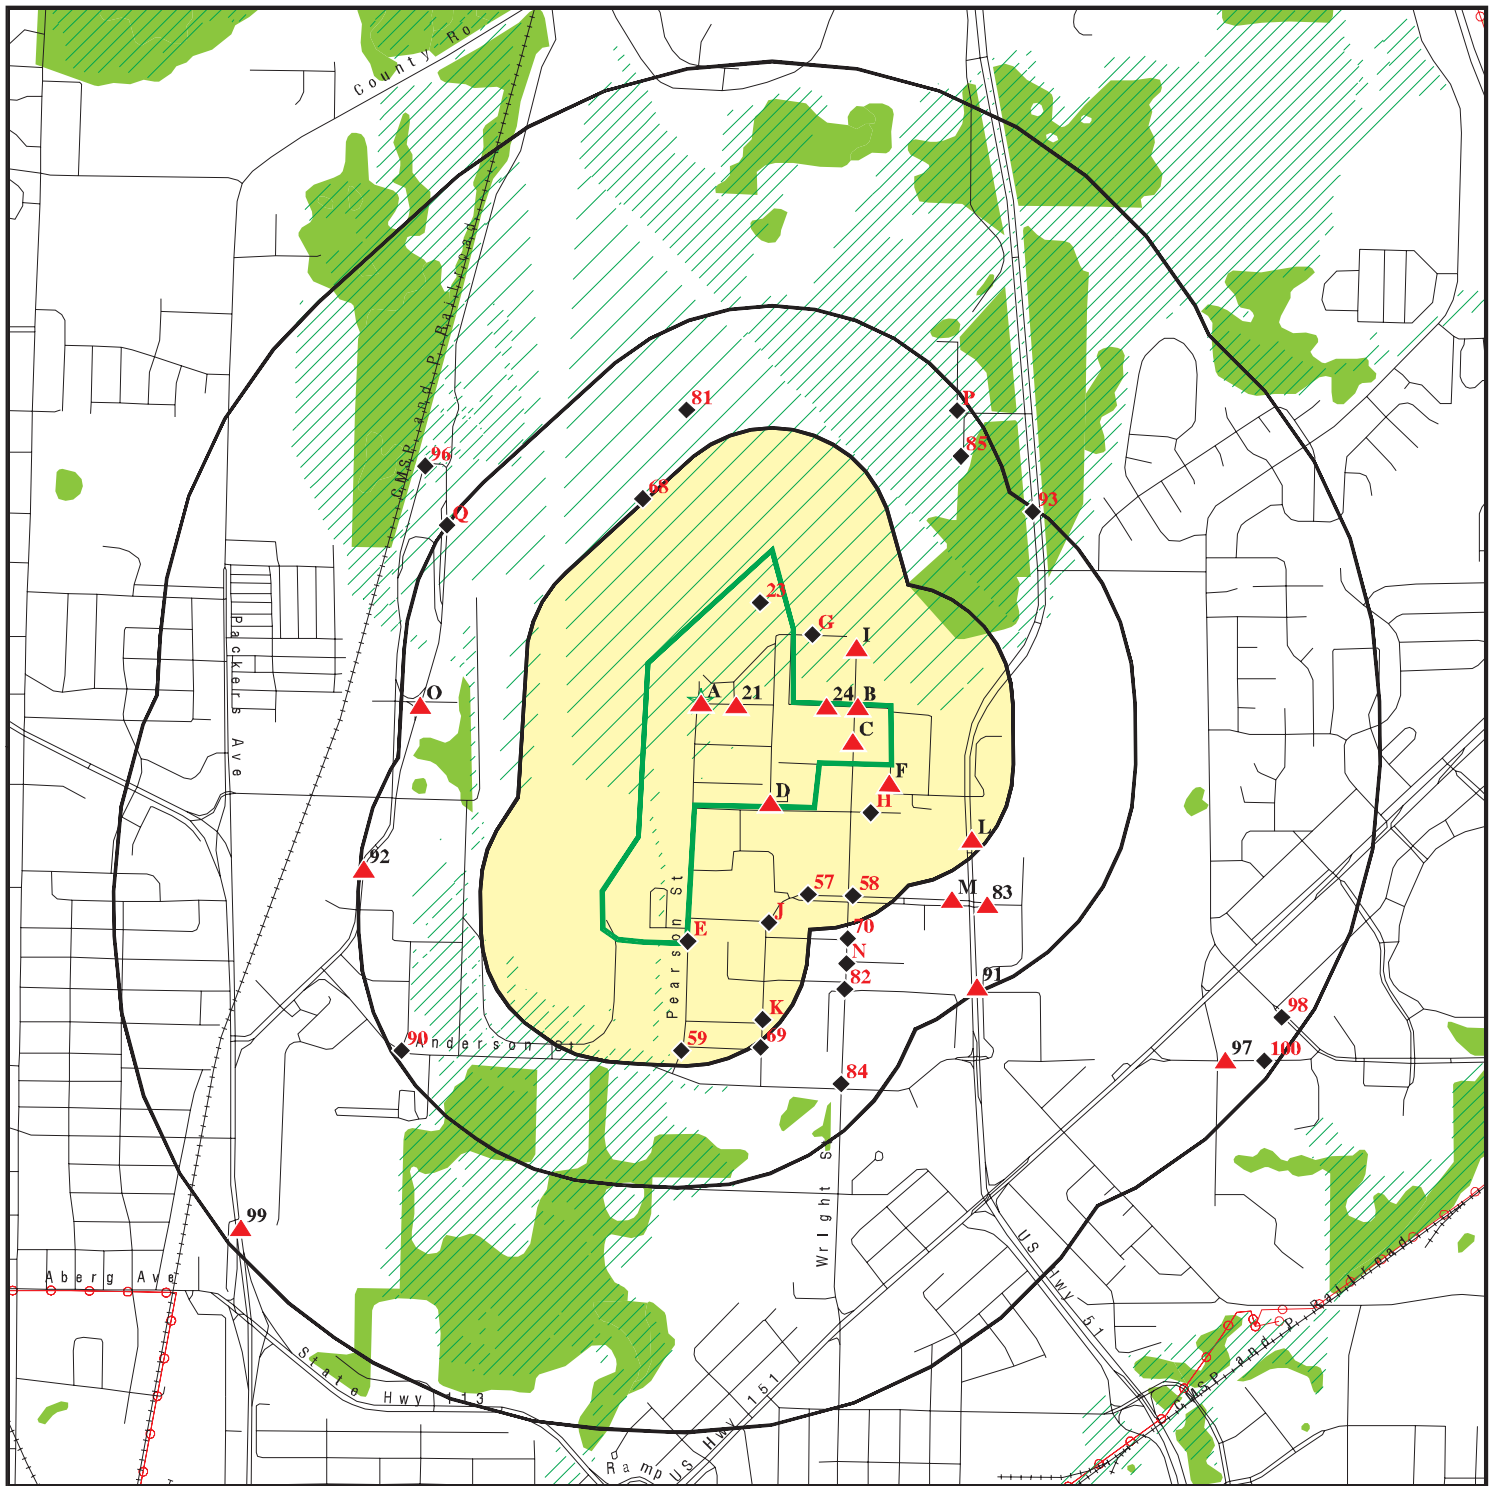 County Ro
CMSP and P Railroad
81
P
85
96
68
93
Q
23
G
I
Packers Ave
O
A
21
24
B
C
F
D
H
L
92
57
58
M
83
J
Pearson St
E
70
N
82
91
K
98
90
Anderson St
59
69
97
100
84
Wright St
99
US Hwy 51
Aberg Ave
CMSP and P Raidroad
State Hwy 113
US Hwy 151
Ramp